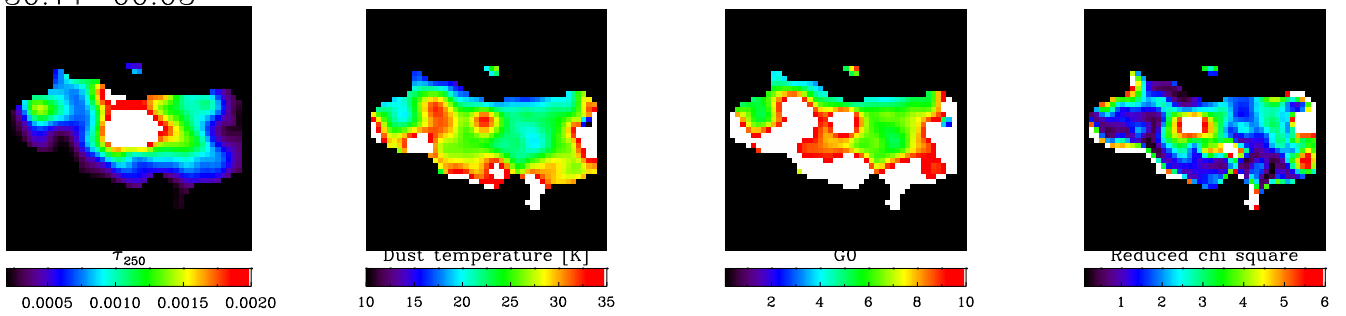 τ250
Dust temperature [K]
G0
Reduced chi square
0.0005 0.0010 0.0015 0.0020
10 15 20 25 30 35
2 4 6 8 10
1 2 3 4 5 6